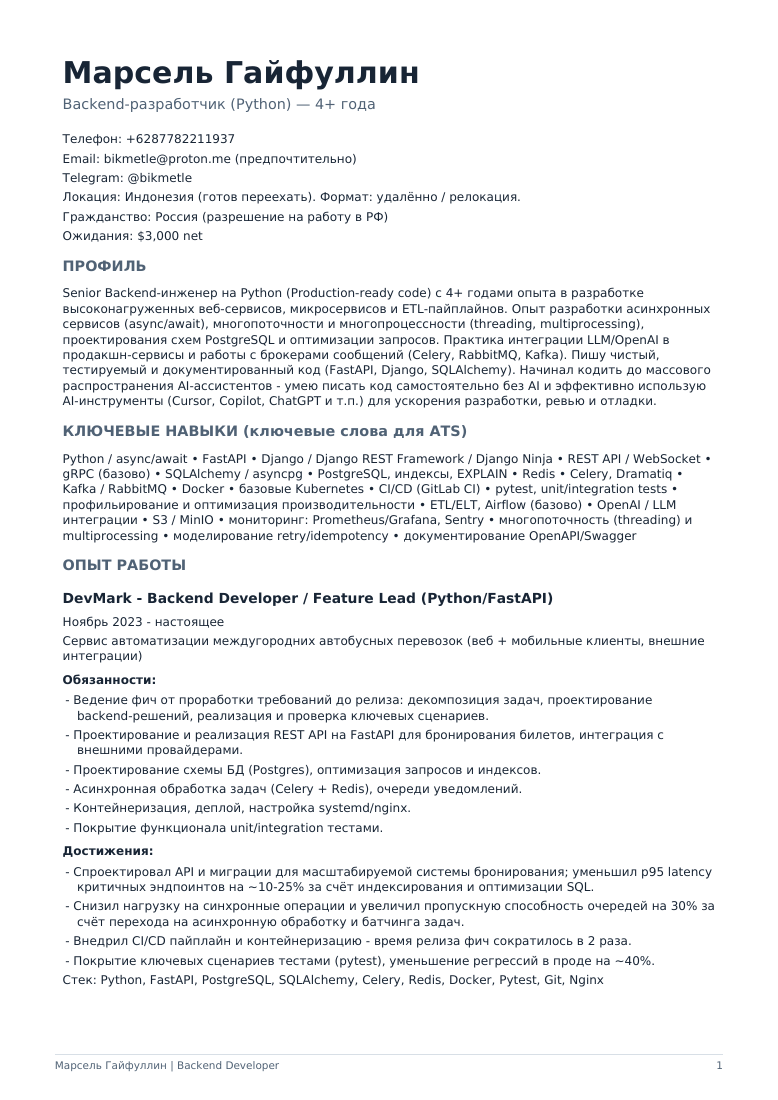 Марсель Гайфуллин
Backend-разработчик (Python) — 4+ года
Телефон: +6287782211937
Email: bikmetle@proton.me (предпочтительно)
Telegram: @bikmetle
Локация: Индонезия (готов переехать). Формат: удалённо / релокация.
Гражданство: Россия (разрешение на работу в РФ)
Ожидания: $3,000 net
ПРОФИЛЬ
Senior Backend-инженер на Python (Production-ready code) с 4+ годами опыта в разработке
высоконагруженных веб-сервисов, микросервисов и ETL-пайплайнов. Опыт разработки асинхронных
сервисов (async/await), многопоточности и многопроцессности (threading, multiprocessing),
проектирования схем PostgreSQL и оптимизации запросов. Практика интеграции LLM/OpenAI в
продакшн-сервисы и работы с брокерами сообщений (Celery, RabbitMQ, Kafka). Пишу чистый,
тестируемый и документированный код (FastAPI, Django, SQLAlchemy). Начинал кодить до массового
распространения AI-ассистентов - умею писать код самостоятельно без AI и эффективно использую
AI-инструменты (Cursor, Copilot, ChatGPT и т.п.) для ускорения разработки, ревью и отладки.
КЛЮЧЕВЫЕ НАВЫКИ (ключевые слова для ATS)
Python / async/await • FastAPI • Django / Django REST Framework / Django Ninja • REST API / WebSocket •
gRPC (базово) • SQLAlchemy / asyncpg • PostgreSQL, индексы, EXPLAIN • Redis • Celery, Dramatiq •
Kafka / RabbitMQ • Docker • базовые Kubernetes • CI/CD (GitLab CI) • pytest, unit/integration tests •
профильирование и оптимизация производительности • ETL/ELT, Airflow (базово) • OpenAI / LLM
интеграции • S3 / MinIO • мониторинг: Prometheus/Grafana, Sentry • многопоточность (threading) и
multiprocessing • моделирование retry/idempotency • документирование OpenAPI/Swagger
ОПЫТ РАБОТЫ
DevMark - Backend Developer / Feature Lead (Python/FastAPI)
Ноябрь 2023 - настоящее
Сервис автоматизации междугородних автобусных перевозок (веб + мобильные клиенты, внешние
интеграции)
Обязанности:
- Ведение фич от проработки требований до релиза: декомпозиция задач, проектирование
backend-решений, реализация и проверка ключевых сценариев.
- Проектирование и реализация REST API на FastAPI для бронирования билетов, интеграция с
внешними провайдерами.
- Проектирование схемы БД (Postgres), оптимизация запросов и индексов.
- Асинхронная обработка задач (Celery + Redis), очереди уведомлений.
- Контейнеризация, деплой, настройка systemd/nginx.
- Покрытие функционала unit/integration тестами.
Достижения:
- Спроектировал API и миграции для масштабируемой системы бронирования; уменьшил p95 latency
критичных эндпоинтов на ~10-25% за счёт индексирования и оптимизации SQL.
- Снизил нагрузку на синхронные операции и увеличил пропускную способность очередей на 30% за
счёт перехода на асинхронную обработку и батчинга задач.
- Внедрил CI/CD пайплайн и контейнеризацию - время релиза фич сократилось в 2 раза.
- Покрытие ключевых сценариев тестами (pytest), уменьшение регрессий в проде на ~40%.
Стек: Python, FastAPI, PostgreSQL, SQLAlchemy, Celery, Redis, Docker, Pytest, Git, Nginx
Марсель Гайфуллин | Backend Developer
1